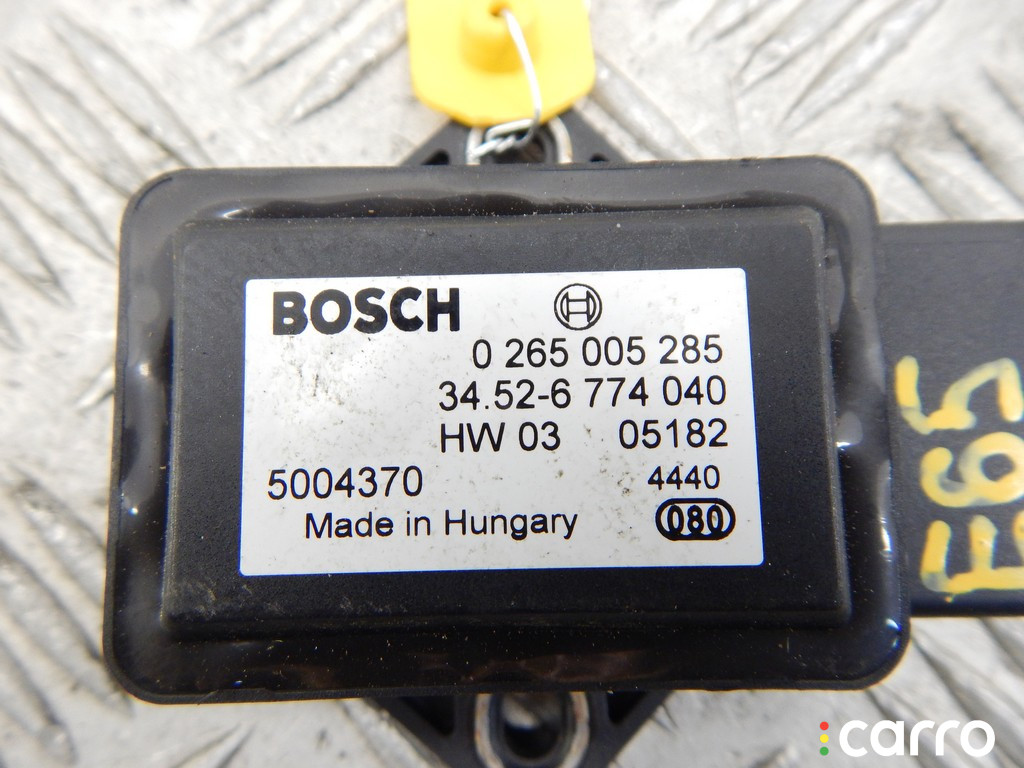 BOSCH
0 265 005 285
34.52-6 774 040
HW 03 05182
5004370 4440
Made in Hungary 080
E65
carro